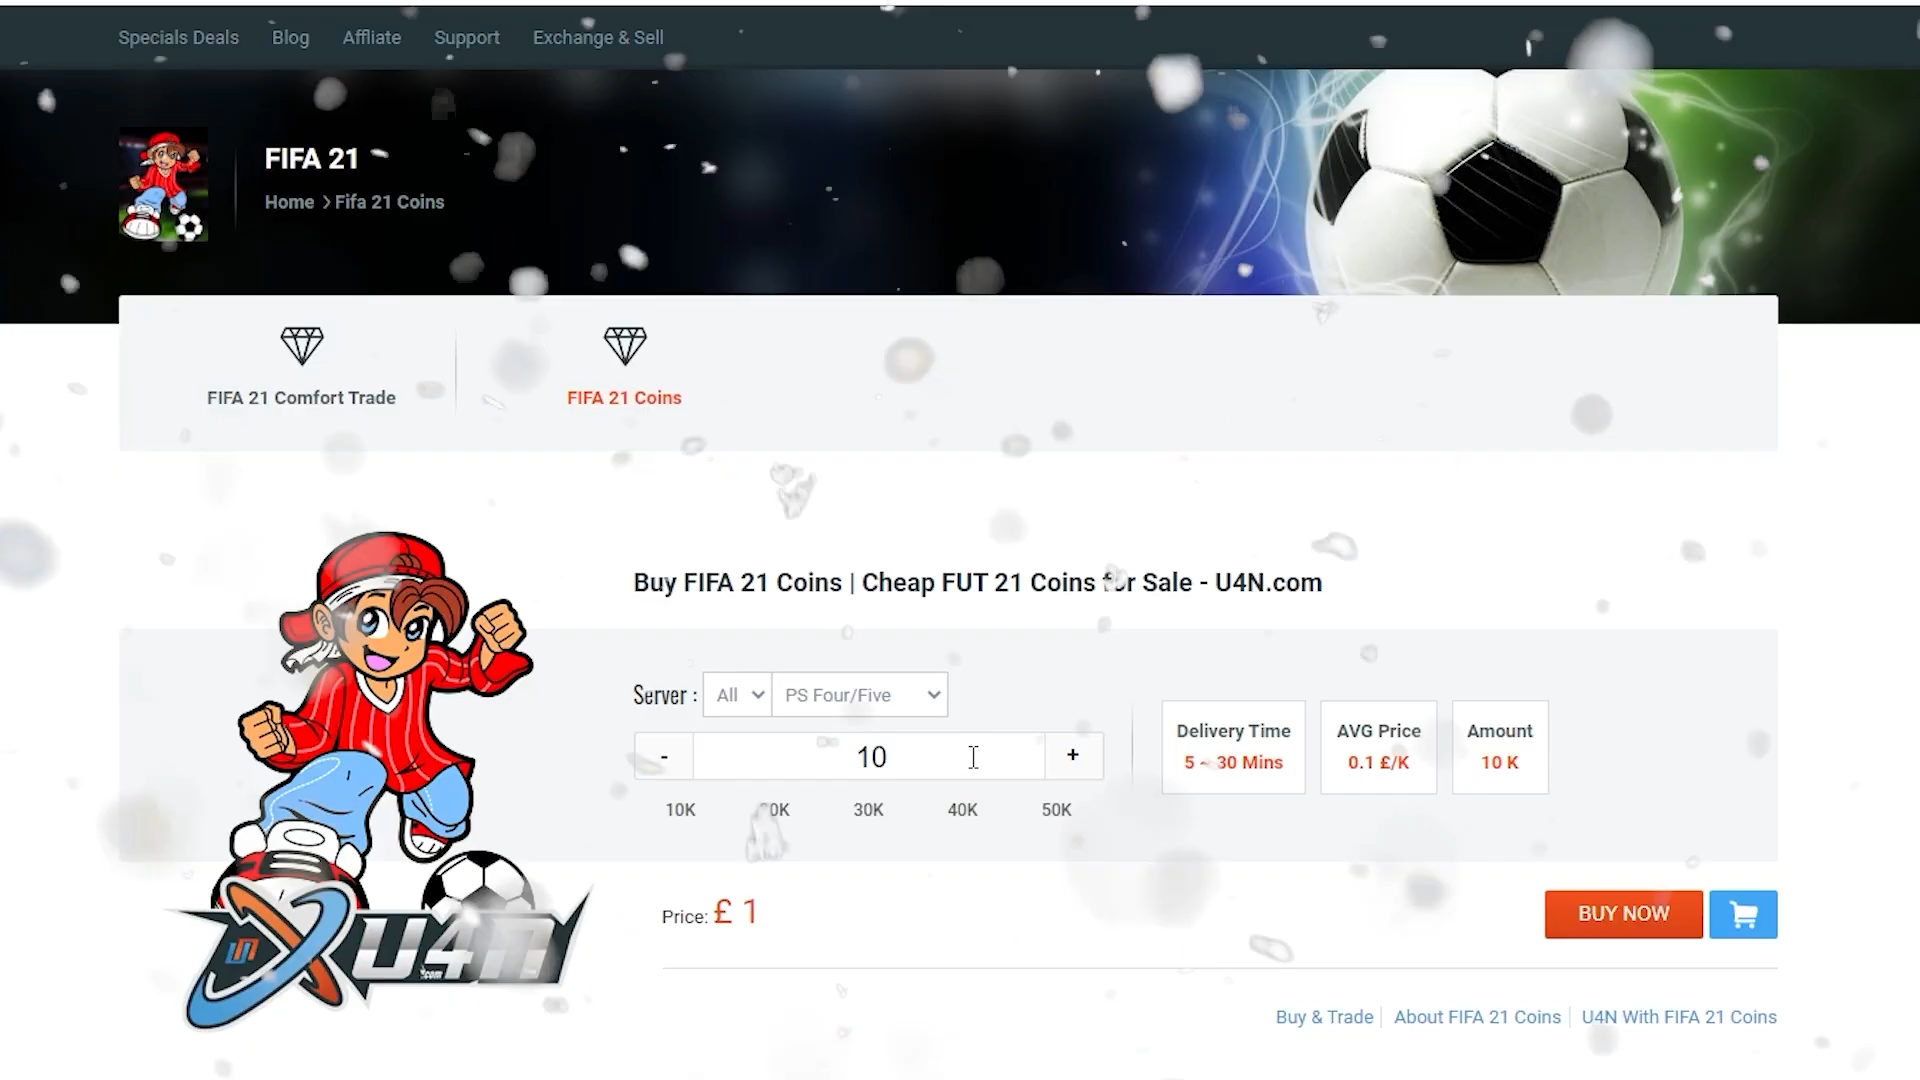 Specials Deals Blog Affliate Support Exchange & Sell
FIFA 21
Home > Fifa 21 Coins
FIFA 21 Comfort Trade
FIFA 21 Coins
Buy FIFA 21 Coins | Cheap FUT 21 Coins for Sale - U4N.com
Server : All PS Four/Five
- 10 +
10K 20K 30K 40K 50K
Delivery Time
5 ~ 30 Mins
AVG Price
0.1 £/K
Amount
10 K
U4N
.com
Price: £ 1
BUY NOW
Buy & Trade About FIFA 21 Coins U4N With FIFA 21 Coins